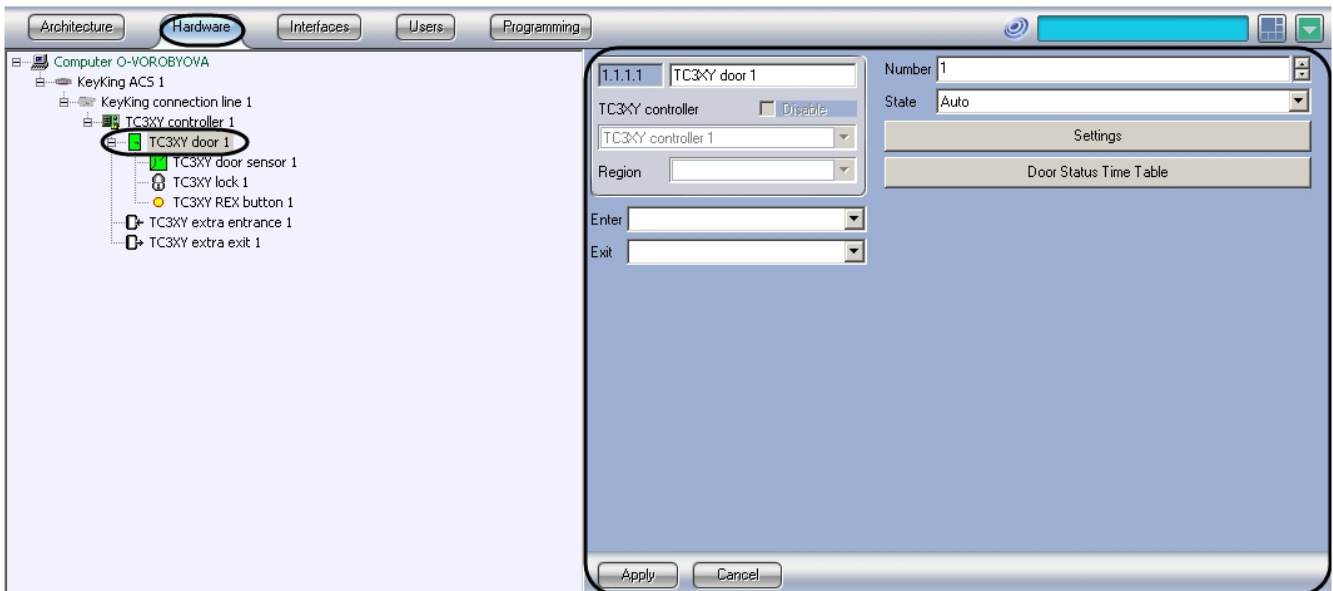 Architecture Hardware Interfaces Users Programming
Computer O-VOROBYOVA
KeyKing ACS 1
KeyKing connection line 1
TC3XY controller 1
TC3XY door 1
TC3XY door sensor 1
TC3XY lock 1
TC3XY REX button 1
TC3XY extra entrance 1
TC3XY extra exit 1
1.1.1.1 TC3XY door 1
TC3XY controller Disable
TC3XY controller 1
Region
Enter
Exit
Number 1
State Auto
Settings
Door Status Time Table
Apply Cancel